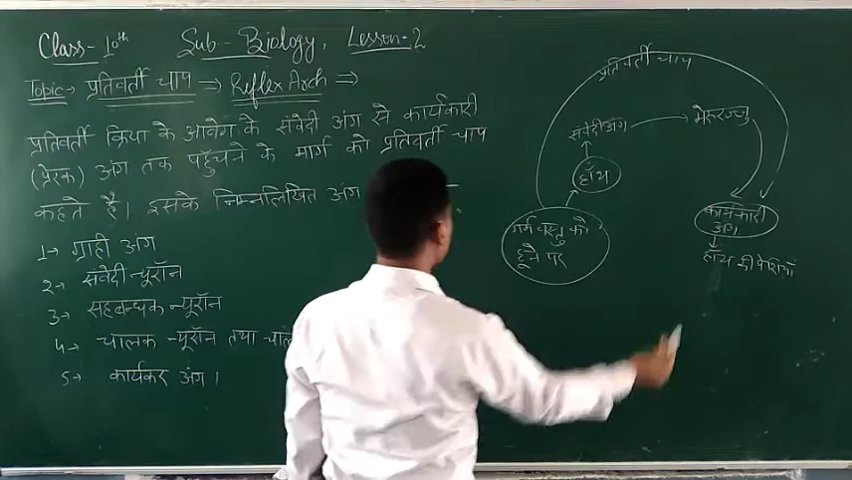 Class- 10th Sub- Biology, Lesson-2
Topic→ प्रतिवर्ती चाप ⇒ Reflex Arch ⇒
प्रतिवर्ती क्रिया के आवेग के संवेदी अंग से कार्यकारी
(प्रेरक) अंग तक पहुँचने के मार्ग को प्रतिवर्ती चाप
कहते है। इसके निम्नलिखित अंग
1→ ग्राही अंग
2→ संवेदी न्यूरॉन
3→ सहबन्धक न्यूरॉन
4→ चालक न्यूरॉन तथा
5→ कार्यकर अंग।
प्रतिवर्ती चाप
संवेदी अंग → मेरुरज्जु
हाँथ
गर्म वस्तु को
छूने पर
कार्यकारी
अंग
हाँथ की पेशियाँ